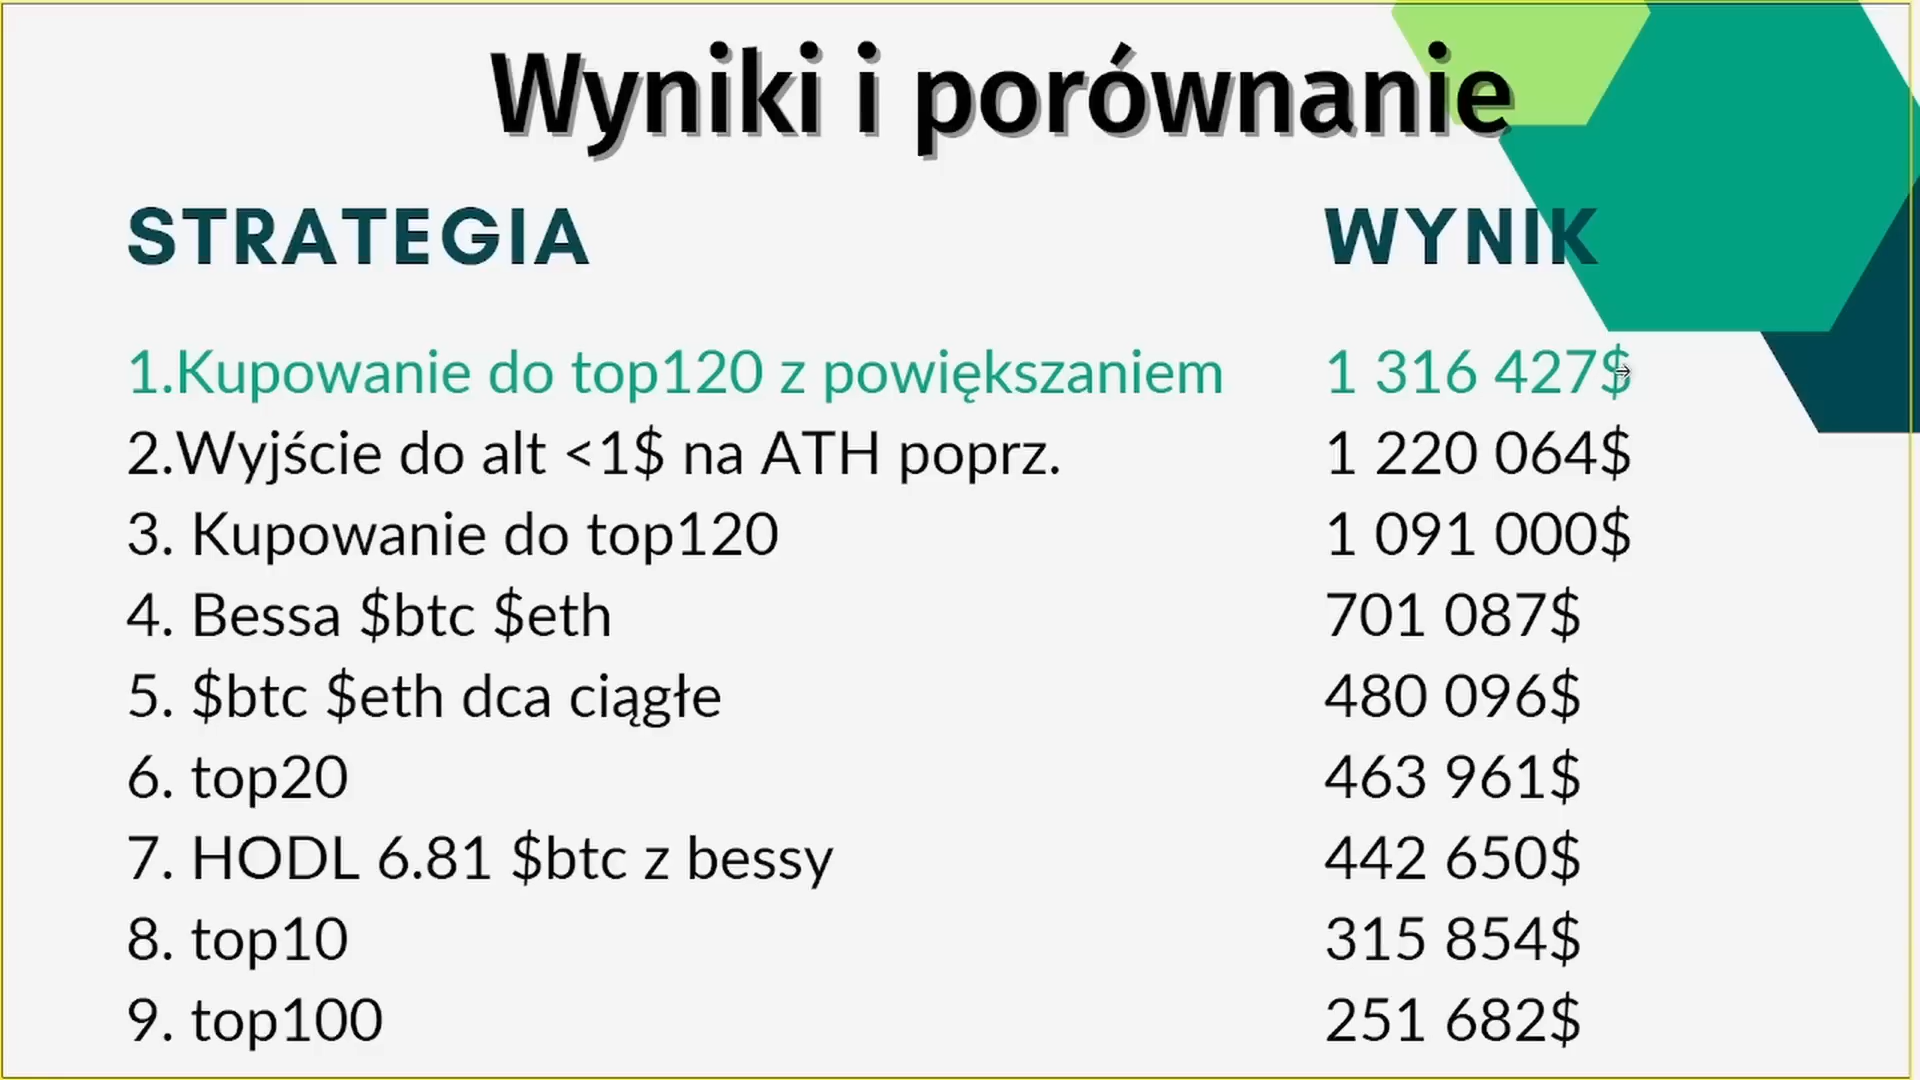 Wyniki i porównanie
STRATEGIA WYNIK
1.Kupowanie do top120 z powiększaniem 1 316 427$
2.Wyjście do alt <1$ na ATH poprz. 1 220 064$
3. Kupowanie do top120 1 091 000$
4. Bessa $btc $eth 701 087$
5. $btc $eth dca ciągłe 480 096$
6. top20 463 961$
7. HODL 6.81 $btc z bessy 442 650$
8. top10 315 854$
9. top100 251 682$